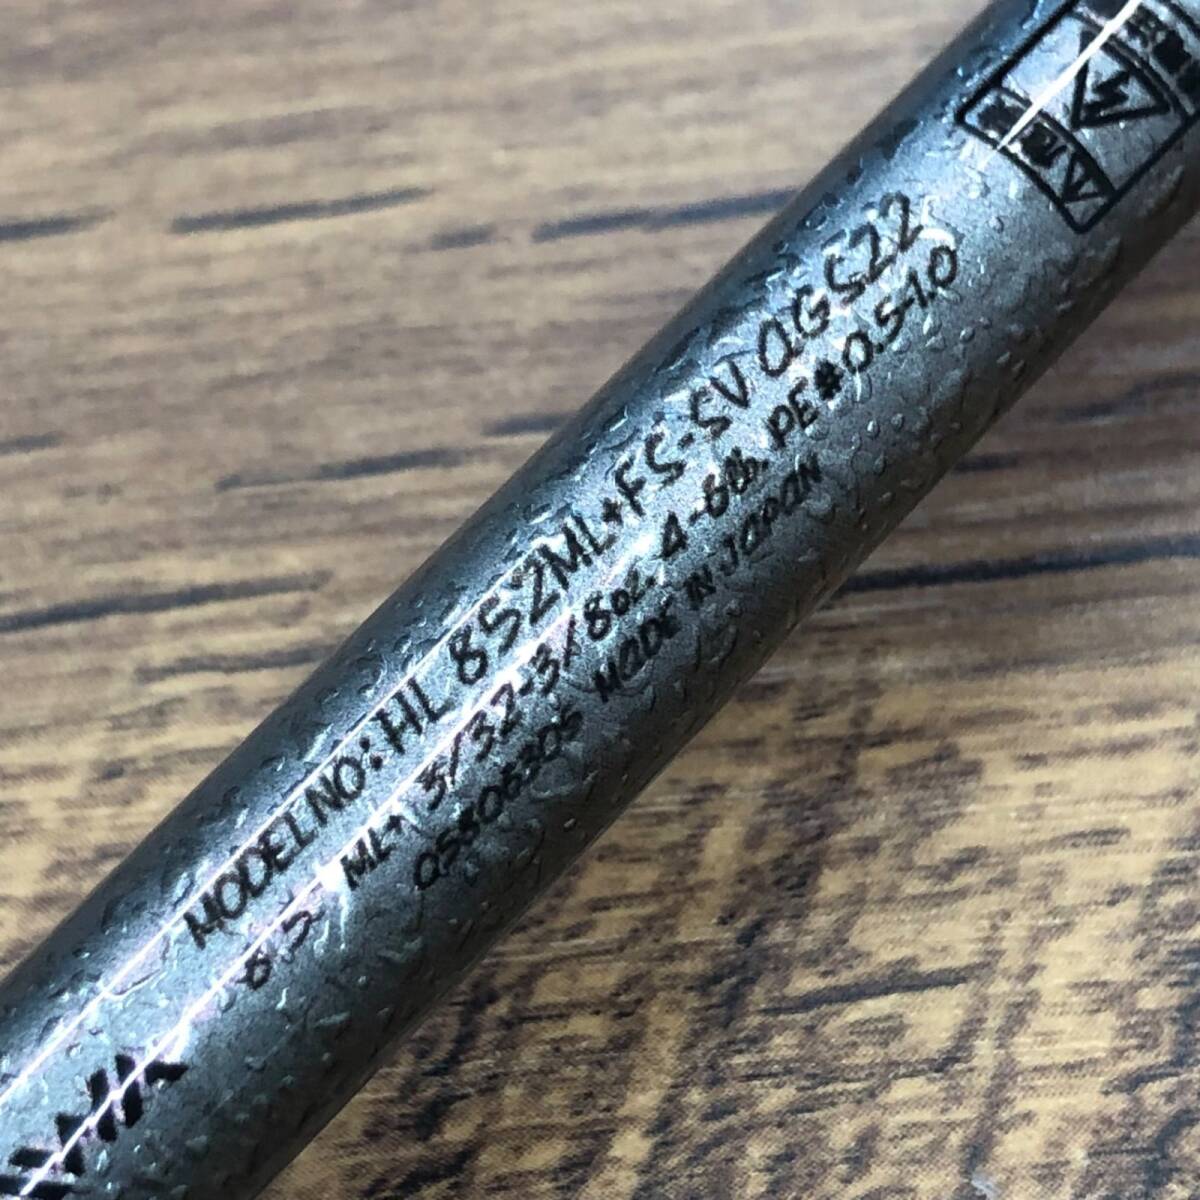 MODEL NO: HL 852ML+FS-SV AGS22
8'5" ML+ 3/32-3/8oz. 4-8lb. PE#0.5-1.0
05806305 MADE IN JAPAN